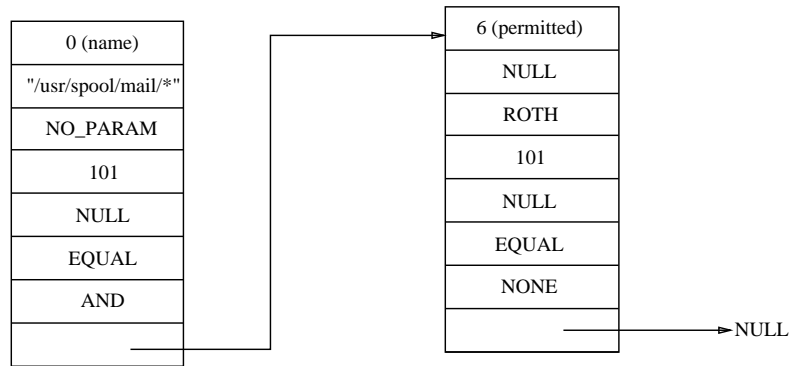 0 (name)
"/usr/spool/mail/*"
NO_PARAM
101
NULL
EQUAL
AND
6 (permitted)
NULL
ROTH
101
NULL
EQUAL
NONE
NULL